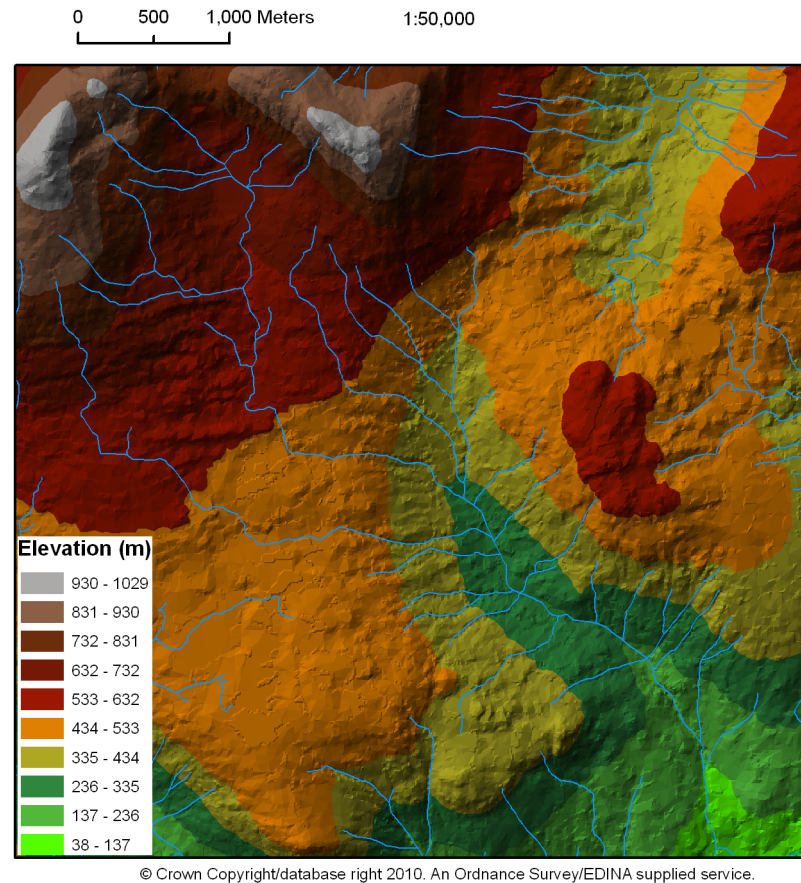 0 500 1,000 Meters 1:50,000
Elevation (m)
930 - 1029
831 - 930
732 - 831
632 - 732
533 - 632
434 - 533
335 - 434
236 - 335
137 - 236
38 - 137
© Crown Copyright/database right 2010. An Ordnance Survey/EDINA supplied service.